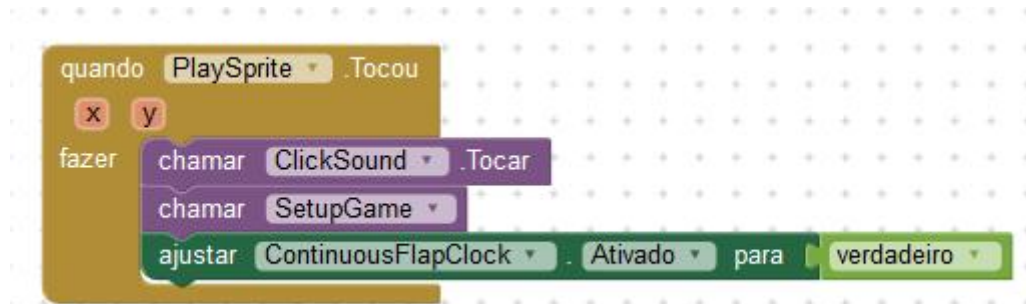 quando PlaySprite .Tocou
x y
fazer chamar ClickSound .Tocar
chamar SetupGame
ajustar ContinuousFlapClock . Ativado para verdadeiro